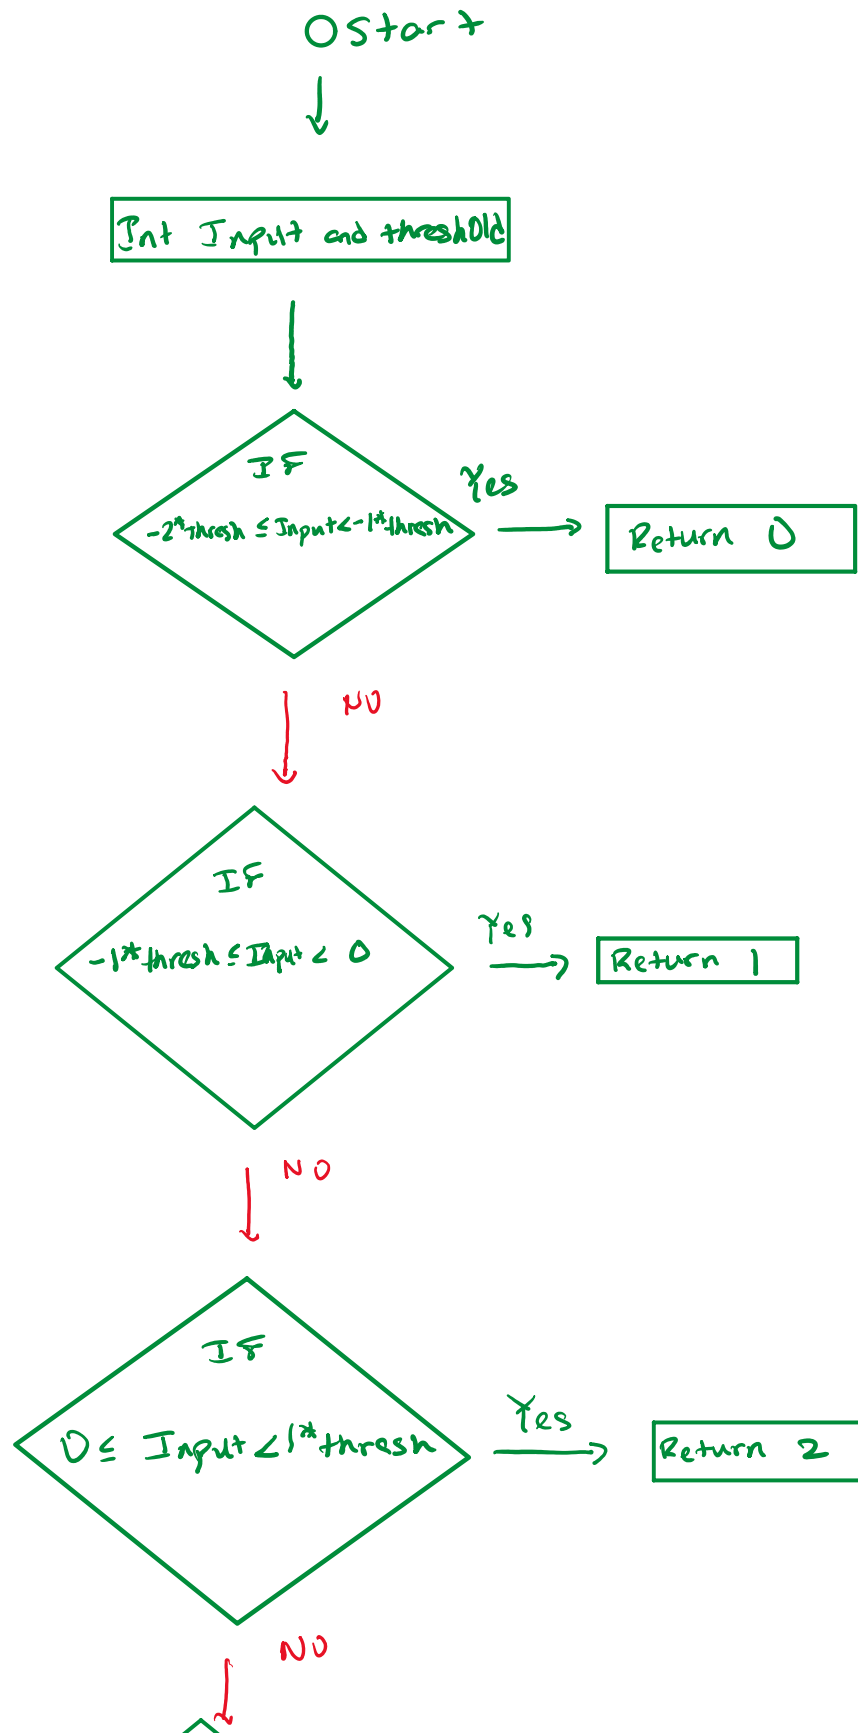 Start
Int Input and threshold
IF
-2*thresh ≤ Input < -1*thresh
Yes
Return 0
NO
IF
-1*thresh ≤ Input < 0
Yes
Return 1
NO
IF
0 ≤ Input < 1*thresh
Yes
Return 2
NO